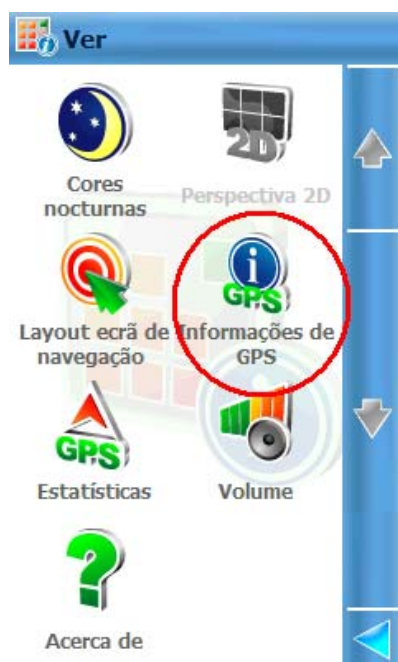 Ver
2D
Cores
nocturnas
Perspectiva 2D
GPS
Layout ecrã de
navegação
Informações de
GPS
GPS
Estatísticas
Volume
Acerca de